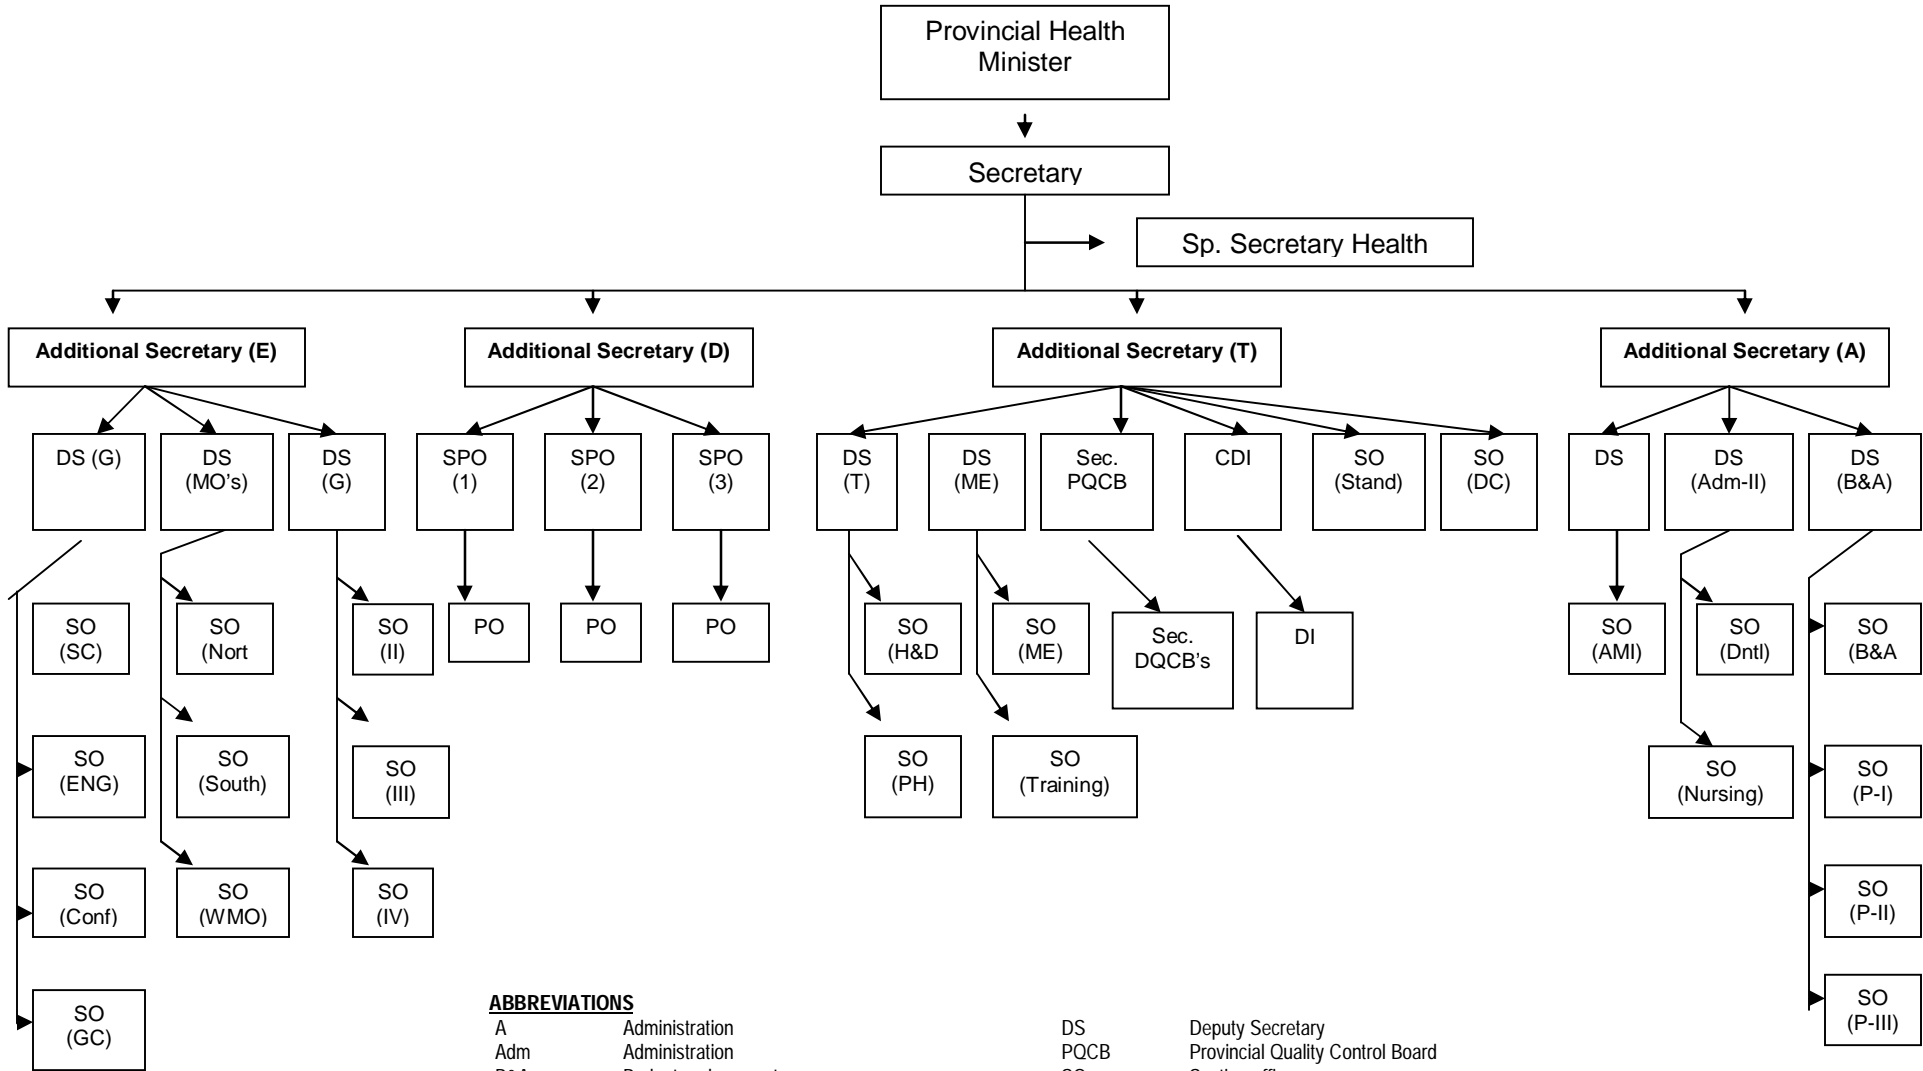 Provincial Health
Minister
Secretary
Sp. Secretary Health
Additional Secretary (E)
Additional Secretary (D)
Additional Secretary (T)
Additional Secretary (A)
DS (G)
DS
(MO's)
DS
(G)
SPO
(1)
SPO
(2)
SPO
(3)
DS
(T)
DS
(ME)
Sec.
PQCB
CDI
SO
(Stand)
SO
(DC)
DS
DS
(Adm-II)
DS
(B&A)
SO
(SC)
SO
(Nort
SO
(II)
PO
PO
PO
SO
(H&D
SO
(ME)
Sec.
DQCB's
DI
SO
(AMI)
SO
(Dntl)
SO
(B&A
SO
(ENG)
SO
(South)
SO
(III)
SO
(PH)
SO
(Training)
SO
(Nursing)
SO
(P-I)
SO
(Conf)
SO
(WMO)
SO
(IV)
SO
(P-II)
SO
(GC)
SO
(P-III)
ABBREVIATIONS
A Administration DS Deputy Secretary
Adm Administration PQCB Provincial Quality Control Board